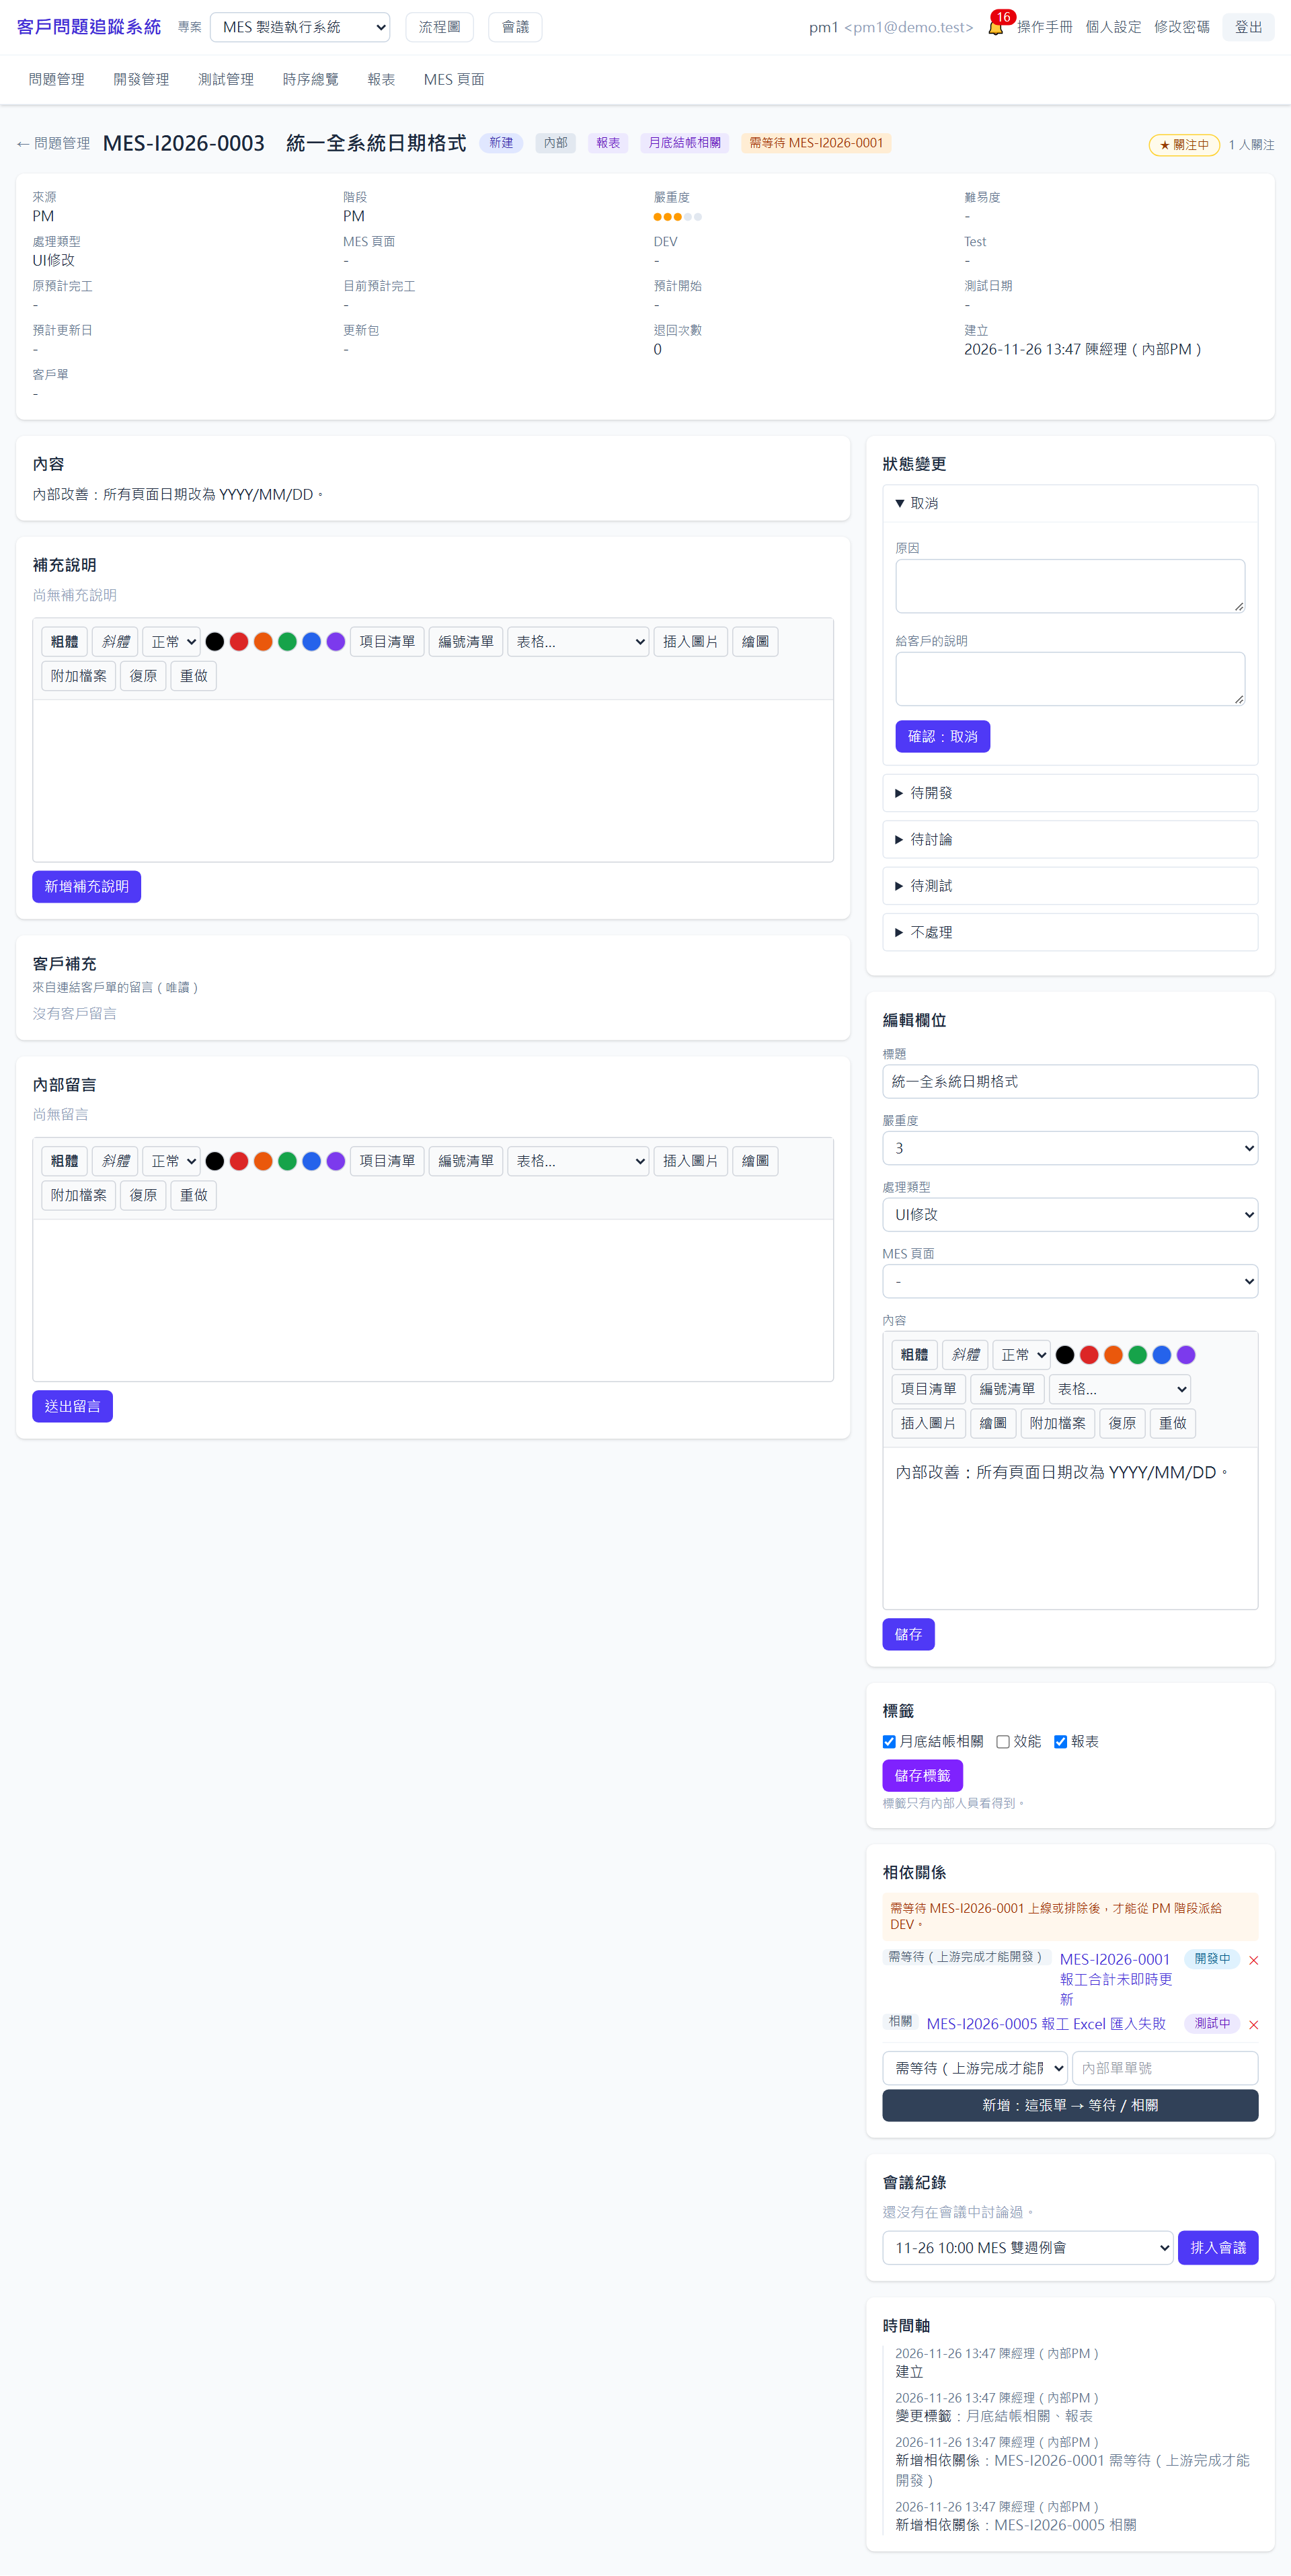 客戶問題追蹤系統 專案 MES 製造執行系統 流程圖 會議 pm1 <pm1@demo.test> 16 操作手冊 個人設定 修改密碼 登出
問題管理 開發管理 測試管理 時序總覽 報表 MES 頁面
← 問題管理 MES-I2026-0003 統一全系統日期格式 新建 內部 報表 月底結帳相關 需等待 MES-I2026-0001 ★ 關注中 1 人關注
來源 階段 嚴重度 難易度
PM PM -
處理類型 MES 頁面 DEV Test
UI修改 - - -
原預計完工 目前預計完工 預計開始 測試日期
- - - -
預計更新日 更新包 退回次數 建立
- - 0 2026-11-26 13:47 陳經理 ( 內部PM )
客戶單
-
內容
內部改善：所有頁面日期改為 YYYY/MM/DD。
補充說明
尚無補充說明
粗體 斜體 正常 項目清單 編號清單 表格... 插入圖片 繪圖
附加檔案 復原 重做
新增補充說明
客戶補充
來自連結客戶單的留言 ( 唯讀 )
沒有客戶留言
內部留言
尚無留言
粗體 斜體 正常 項目清單 編號清單 表格... 插入圖片 繪圖
附加檔案 復原 重做
送出留言
狀態變更
▼ 取消
原因
給客戶的說明
確認：取消
▶ 待開發
▶ 待討論
▶ 待測試
▶ 不處理
編輯欄位
標題
統一全系統日期格式
嚴重度
3
處理類型
UI修改
MES 頁面
-
內容
粗體 斜體 正常
項目清單 編號清單 表格...
插入圖片 繪圖 附加檔案 復原 重做
內部改善：所有頁面日期改為 YYYY/MM/DD。
儲存
標籤
月底結帳相關 效能 報表
儲存標籤
標籤只有內部人員看得到。
相依關係
需等待 MES-I2026-0001 上線或排除後，才能從 PM 階段派給
DEV。
需等待 ( 上游完成才能開發 ) MES-I2026-0001 開發中 ×
報工合計未即時更
新
相關 MES-I2026-0005 報工 Excel 匯入失敗 測試中 ×
需等待 ( 上游完成才能開 內部單單號
新增：這張單 → 等待 / 相關
會議紀錄
還沒有在會議中討論過。
11-26 10:00 MES 雙週例會 排入會議
時間軸
2026-11-26 13:47 陳經理 ( 內部PM )
建立
2026-11-26 13:47 陳經理 ( 內部PM )
變更標籤：月底結帳相關、報表
2026-11-26 13:47 陳經理 ( 內部PM )
新增相依關係：MES-I2026-0001 需等待 ( 上游完成才能
開發 )
2026-11-26 13:47 陳經理 ( 內部PM )
新增相依關係：MES-I2026-0005 相關